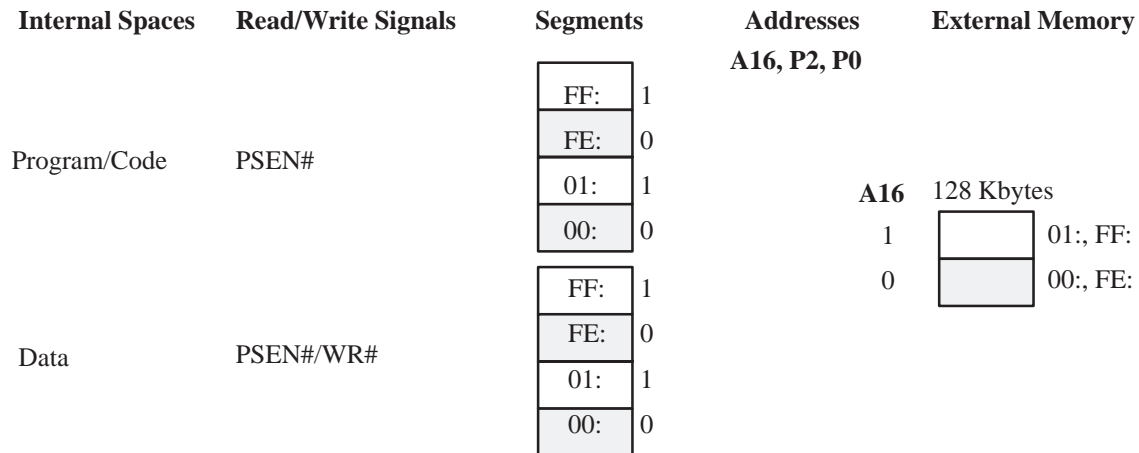 Internal Spaces Read/Write Signals Segments Addresses External Memory
A16, P2, P0
FF: 1
FE: 0
Program/Code PSEN#
01: 1
A16 128 Kbytes
00: 0
1 01:, FF:
FF: 1
0 00:, FE:
FE: 0
Data PSEN#/WR#
01: 1
00: 0